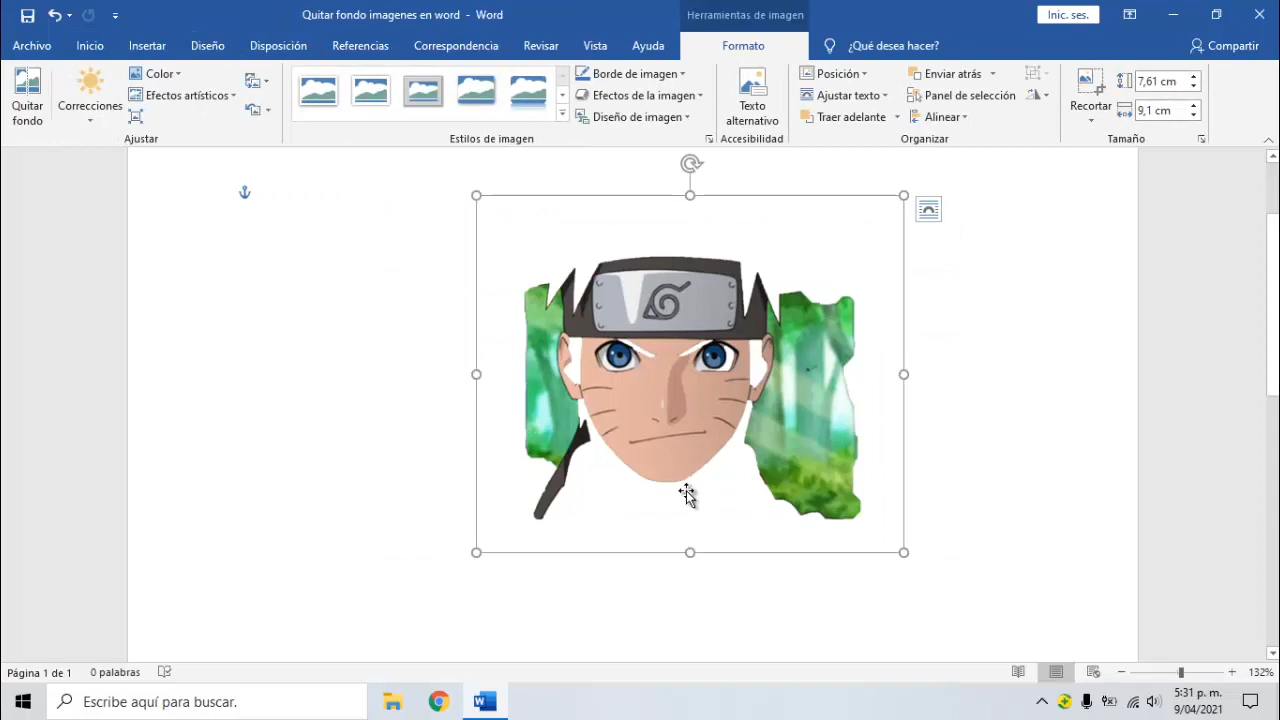 Quitar fondo imagenes en word - Word
Herramientas de imagen
Inic. ses.
Archivo Inicio Insertar Diseño Disposición Referencias Correspondencia Revisar Vista Ayuda Formato ¿Qué desea hacer? Compartir
Quitar fondo
Correcciones
Color
Efectos artísticos
Ajustar
Estilos de imagen
Borde de imagen
Efectos de la imagen
Diseño de imagen
Texto alternativo
Accesibilidad
Posición
Ajustar texto
Traer adelante
Enviar atrás
Panel de selección
Alinear
Organizar
Recortar
7,61 cm
9,1 cm
Tamaño
Página 1 de 1 0 palabras 132%
Escribe aquí para buscar.
5:31 p. m.
9/04/2021